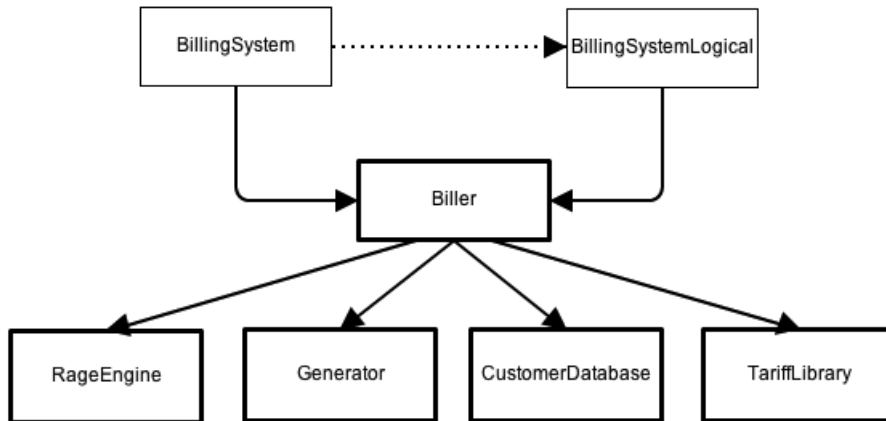 BillingSystem
BillingSystemLogical
Biller
RageEngine
Generator
CustomerDatabase
TariffLibrary